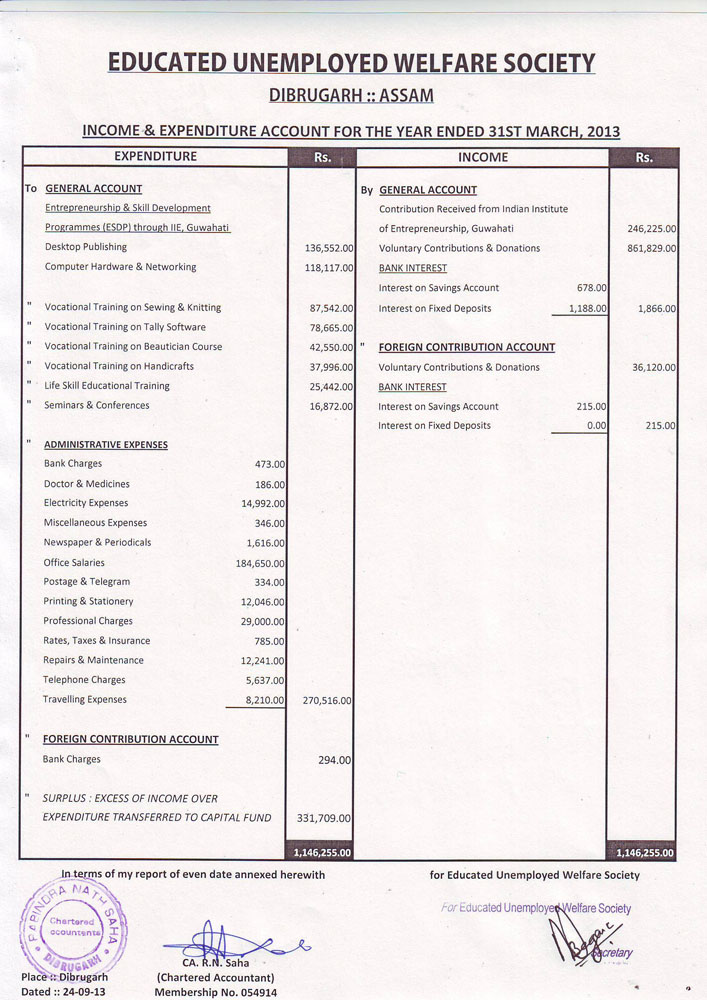 EDUCATED UNEMPLOYED WELFARE SOCIETY
DIBRUGARH :: ASSAM
INCOME & EXPENDITURE ACCOUNT FOR THE YEAR ENDED 31ST MARCH, 2013
EXPENDITURE Rs. INCOME Rs.
To GENERAL ACCOUNT By GENERAL ACCOUNT
Entrepreneurship & Skill Development Contribution Received from Indian Institute
Programmes (ESDP) through IIE, Guwahati of Entrepreneurship, Guwahati 246,225.00
Desktop Publishing 136,552.00 Voluntary Contributions & Donations 861,829.00
Computer Hardware & Networking 118,117.00 BANK INTEREST
Interest on Savings Account 678.00
" Vocational Training on Sewing & Knitting 87,542.00 Interest on Fixed Deposits 1,188.00 1,866.00
" Vocational Training on Tally Software 78,665.00
" Vocational Training on Beautician Course 42,550.00 " FOREIGN CONTRIBUTION ACCOUNT
" Vocational Training on Handicrafts 37,996.00 Voluntary Contributions & Donations 36,120.00
" Life Skill Educational Training 25,442.00 BANK INTEREST
" Seminars & Conferences 16,872.00 Interest on Savings Account 215.00
Interest on Fixed Deposits 0.00 215.00
" ADMINISTRATIVE EXPENSES
Bank Charges 473.00
Doctor & Medicines 186.00
Electricity Expenses 14,992.00
Miscellaneous Expenses 346.00
Newspaper & Periodicals 1,616.00
Office Salaries 184,650.00
Postage & Telegram 334.00
Printing & Stationery 12,046.00
Professional Charges 29,000.00
Rates, Taxes & Insurance 785.00
Repairs & Maintenance 12,241.00
Telephone Charges 5,637.00
Travelling Expenses 8,210.00 270,516.00
" FOREIGN CONTRIBUTION ACCOUNT
Bank Charges 294.00
" SURPLUS : EXCESS OF INCOME OVER
EXPENDITURE TRANSFERRED TO CAPITAL FUND 331,709.00
1,146,255.00 1,146,255.00
In terms of my report of even date annexed herewith for Educated Unemployed Welfare Society
RABINDRA NATH SAHA
Chartered
ccountants
DIBRUGARH
For Educated Unemployed Welfare Society
Secretary
CA. R.N. Saha
Place :: Dibrugarh (Chartered Accountant)
Dated :: 24-09-13 Membership No. 054914